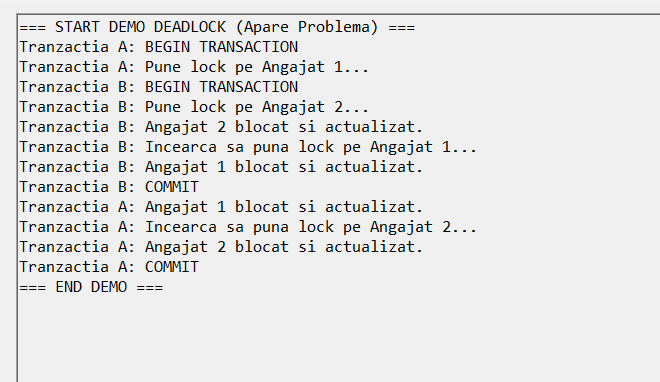 === START DEMO DEADLOCK (Apare Problema) ===
Tranzactia A: BEGIN TRANSACTION
Tranzactia A: Pune lock pe Angajat 1...
Tranzactia B: BEGIN TRANSACTION
Tranzactia B: Pune lock pe Angajat 2...
Tranzactia B: Angajat 2 blocat si actualizat.
Tranzactia B: Incearca sa puna lock pe Angajat 1...
Tranzactia B: Angajat 1 blocat si actualizat.
Tranzactia B: COMMIT
Tranzactia A: Angajat 1 blocat si actualizat.
Tranzactia A: Incearca sa puna lock pe Angajat 2...
Tranzactia A: Angajat 2 blocat si actualizat.
Tranzactia A: COMMIT
=== END DEMO ===